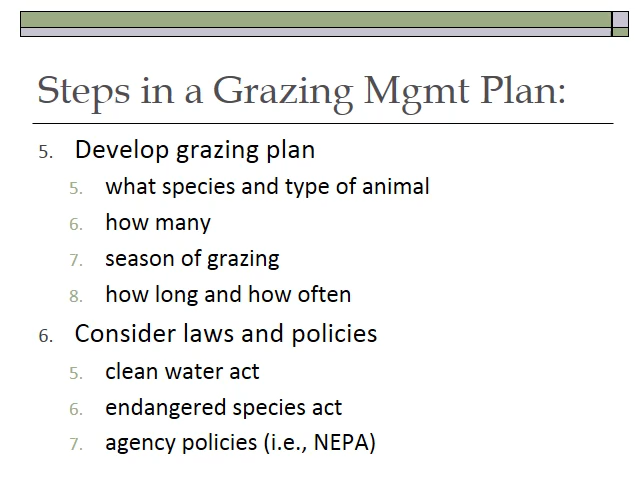 Steps in a Grazing Mgmt Plan:
5. Develop grazing plan
5. what species and type of animal
6. how many
7. season of grazing
8. how long and how often
6. Consider laws and policies
5. clean water act
6. endangered species act
7. agency policies (i.e., NEPA)